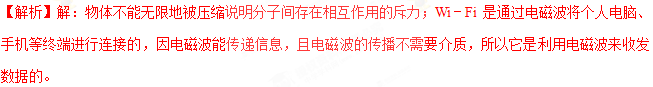 【解析】解：物体不能无限地被压缩说明分子间存在相互作用的斥力；Wi－Fi 是通过电磁波将个人电脑、
手机等终端进行连接的，因电磁波能传递信息，且电磁波的传播不需要介质，所以它是利用电磁波来收发
数据的。